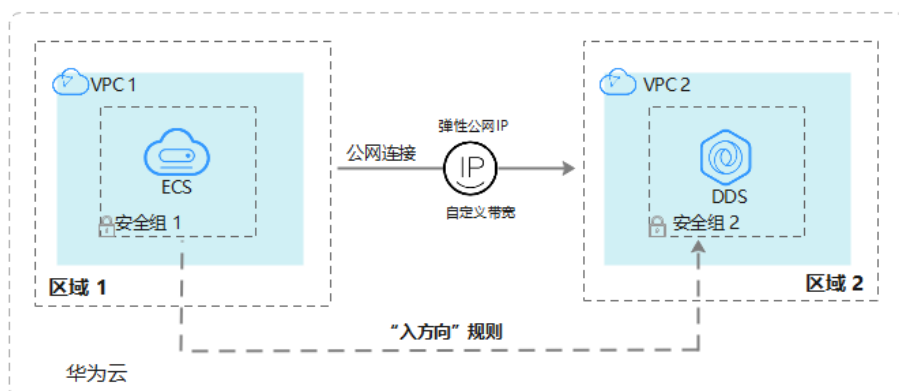 VPC 1
ECS
安全组 1
区域 1
公网连接
弹性公网IP
IP
自定义带宽
VPC 2
DDS
安全组 2
区域 2
“入方向”规则
华为云